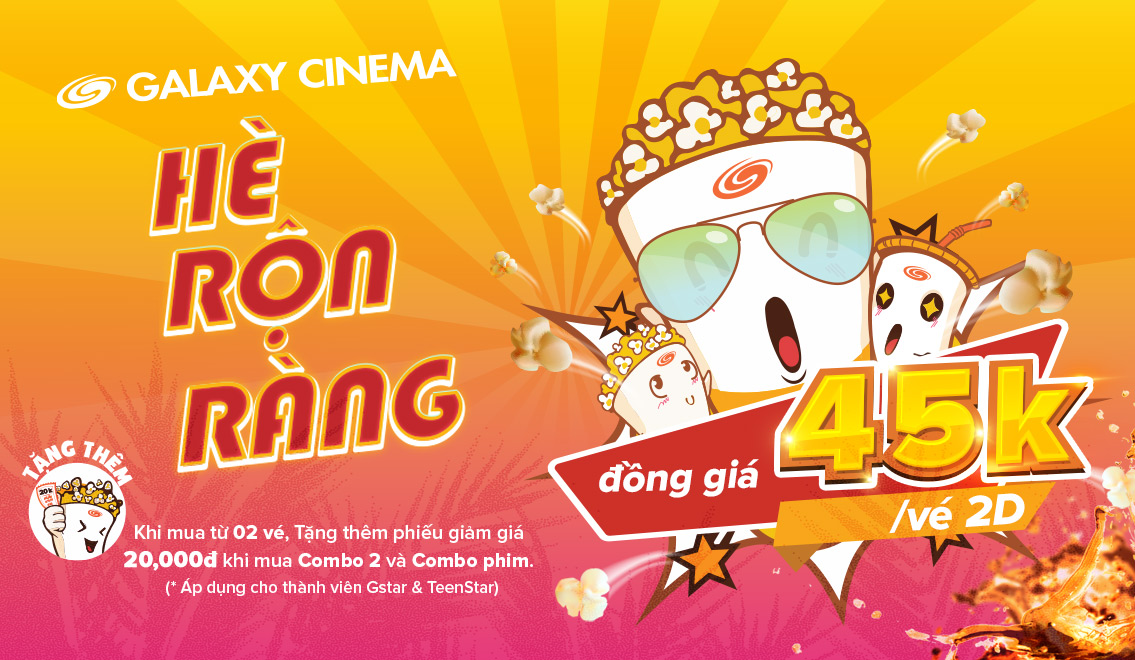 GALAXY CINEMA
HÈ
RỘN
RÀNG
đồng giá
45k
/vé 2D
TẶNG THÊM
20k
Khi mua từ 02 vé, Tặng thêm phiếu giảm giá
20,000đ khi mua Combo 2 và Combo phim.
(* Áp dụng cho thành viên Gstar & TeenStar)